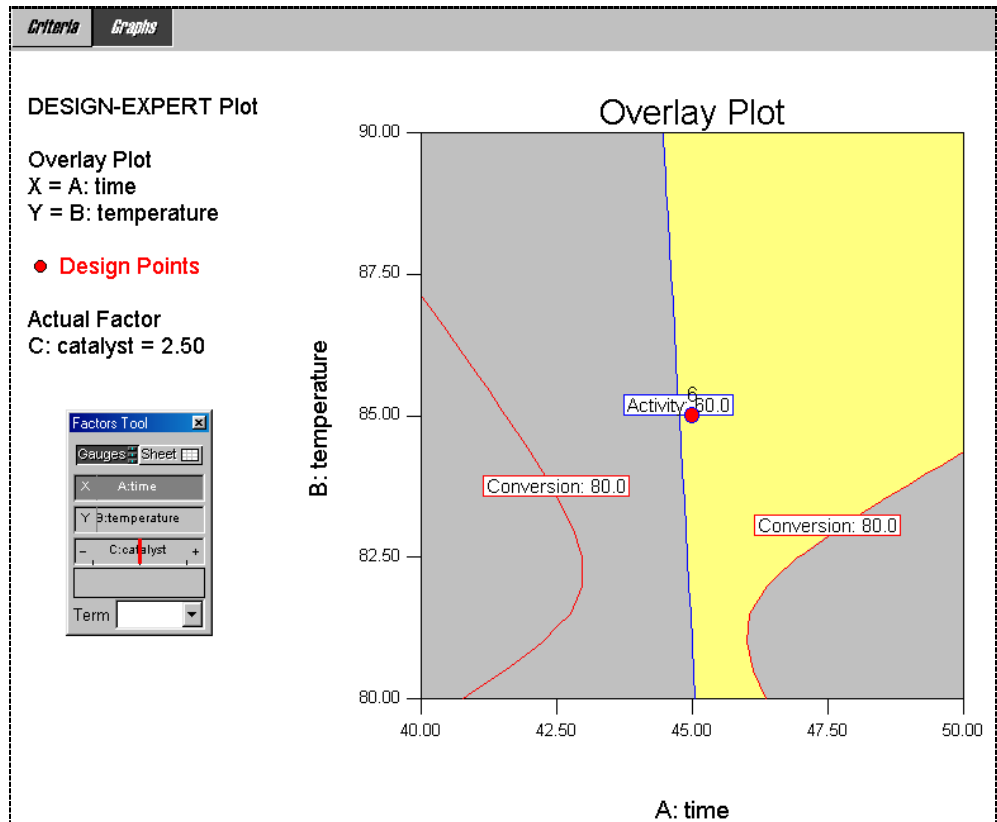 Criteria Graphs
DESIGN-EXPERT Plot
Overlay Plot
X = A: time
Y = B: temperature
Design Points
Actual Factor
C: catalyst = 2.50
Factors Tool
Gauges Sheet
X A:time
Y B:temperature
- C:catalyst +
Term
Overlay Plot
90.00
87.50
85.00
82.50
80.00
B: temperature
6
Activity: 60.0
Conversion: 80.0
Conversion: 80.0
40.00 42.50 45.00 47.50 50.00
A: time